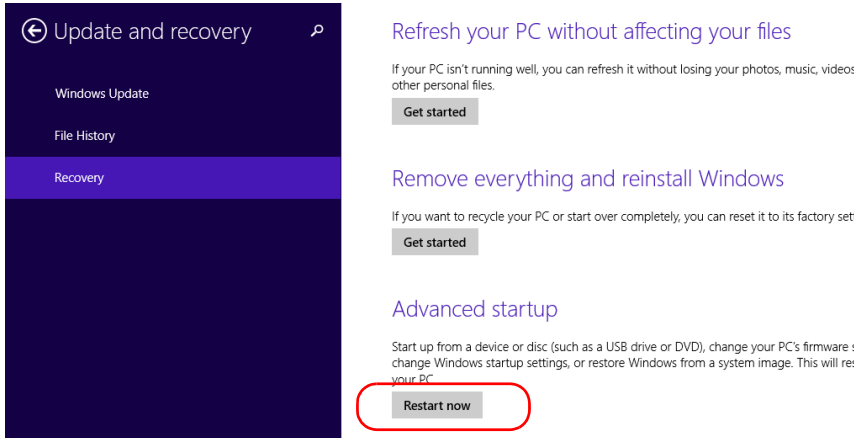 Update and recovery
Windows Update
File History
Recovery
Refresh your PC without affecting your files
If your PC isn't running well, you can refresh it without losing your photos, music, videos
other personal files.
Get started
Remove everything and reinstall Windows
If you want to recycle your PC or start over completely, you can reset it to its factory
Get started
Advanced startup
Start up from a device or disc (such as a USB drive or DVD), change your PC's firmware
change Windows startup settings, or restore Windows from a system image. This will
your PC.
Restart now